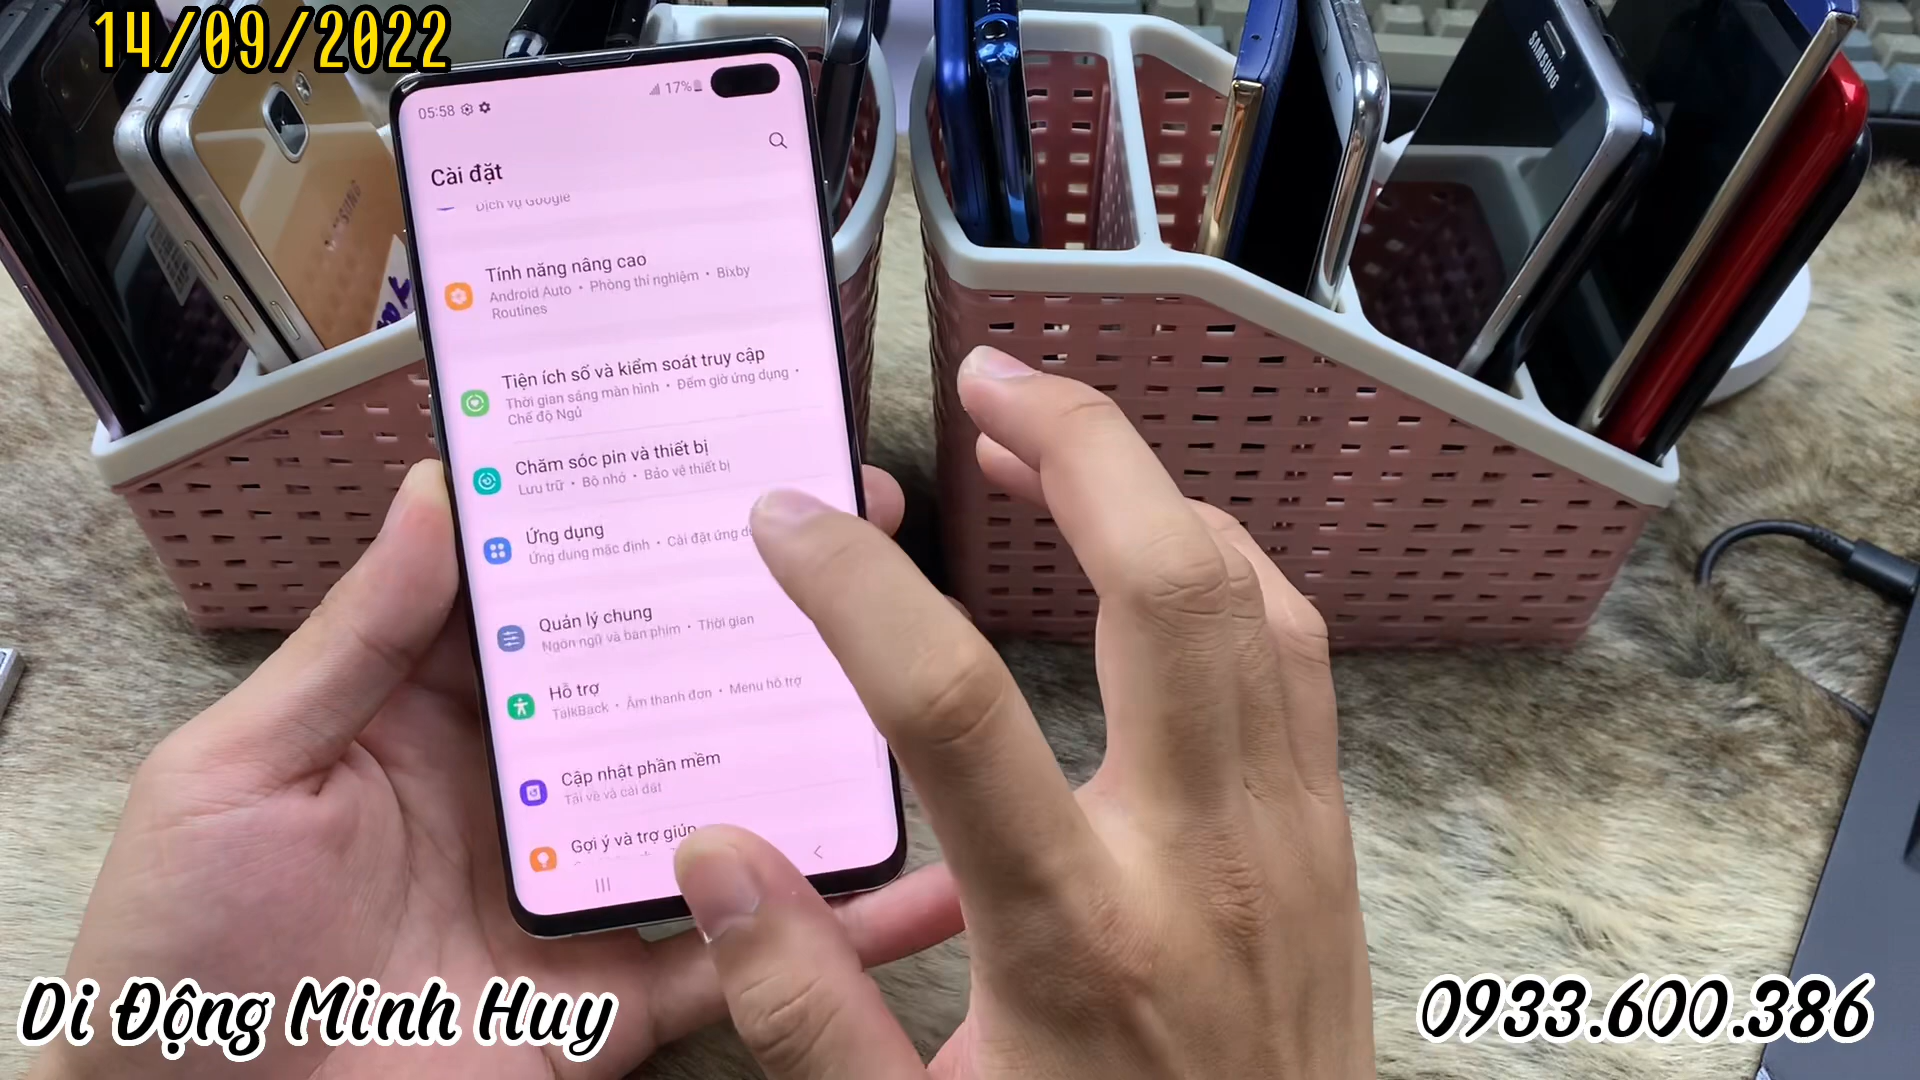 14/09/2022
05:58
17%
SAMSUNG
Cài đặt
Dịch vụ Google
Tính năng nâng cao
Android Auto • Phòng thí nghiệm • Bixby
Routines
Tiện ích số và kiểm soát truy cập
Thời gian sáng màn hình • Đếm giờ ứng dụng •
Chế độ Ngủ
Chăm sóc pin và thiết bị
Lưu trữ • Bộ nhớ • Bảo vệ thiết bị
Ứng dụng
Ứng dụng mặc định • Cài đặt ứng
Quản lý chung
Ngôn ngữ và bàn phím • Thời gian
Hỗ trợ
TalkBack • Âm thanh đơn • Menu hỗ trợ
Cập nhật phần mềm
Tải về và cài đặt
Gợi ý và trợ giúp
SAMSUNG
Di Động Minh Huy
0933.600.386